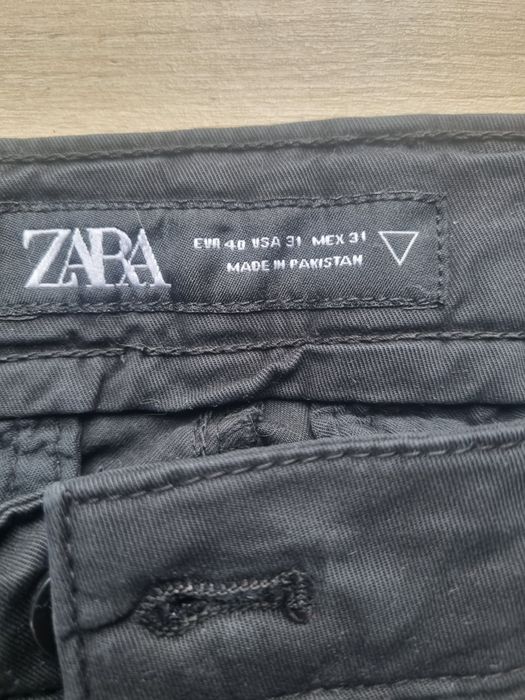 ZARA
EUR 40 USA 31 MEX 31
MADE IN PAKISTAN